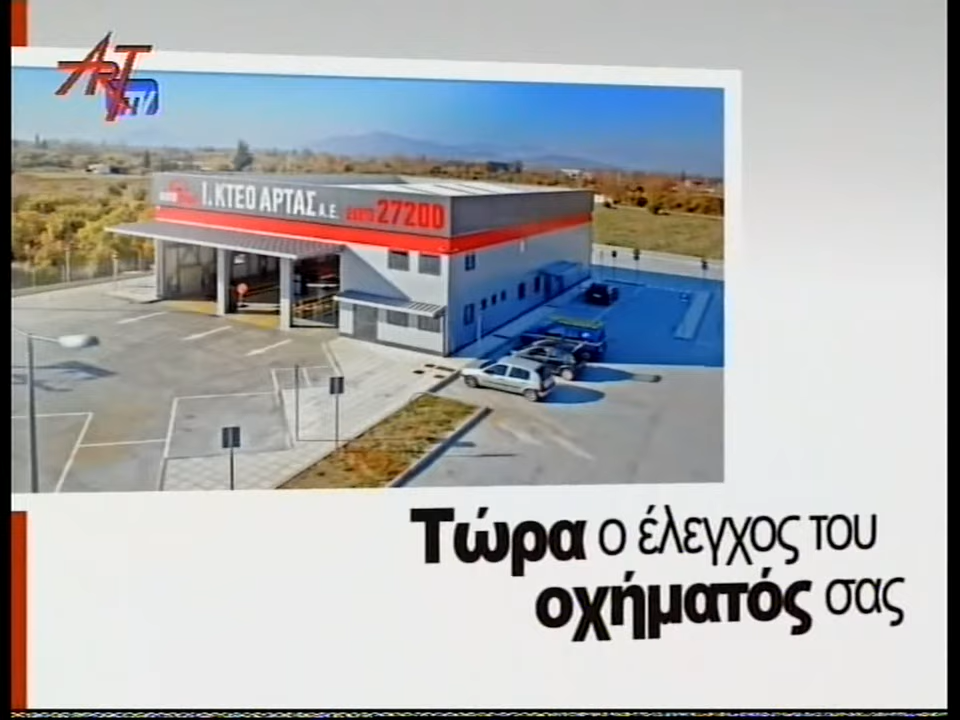 ART
TV
Ι. ΚΤΕΟ ΑΡΤΑΣ Α.Ε.
27200
Τώρα ο έλεγχος του
οχήματός σας